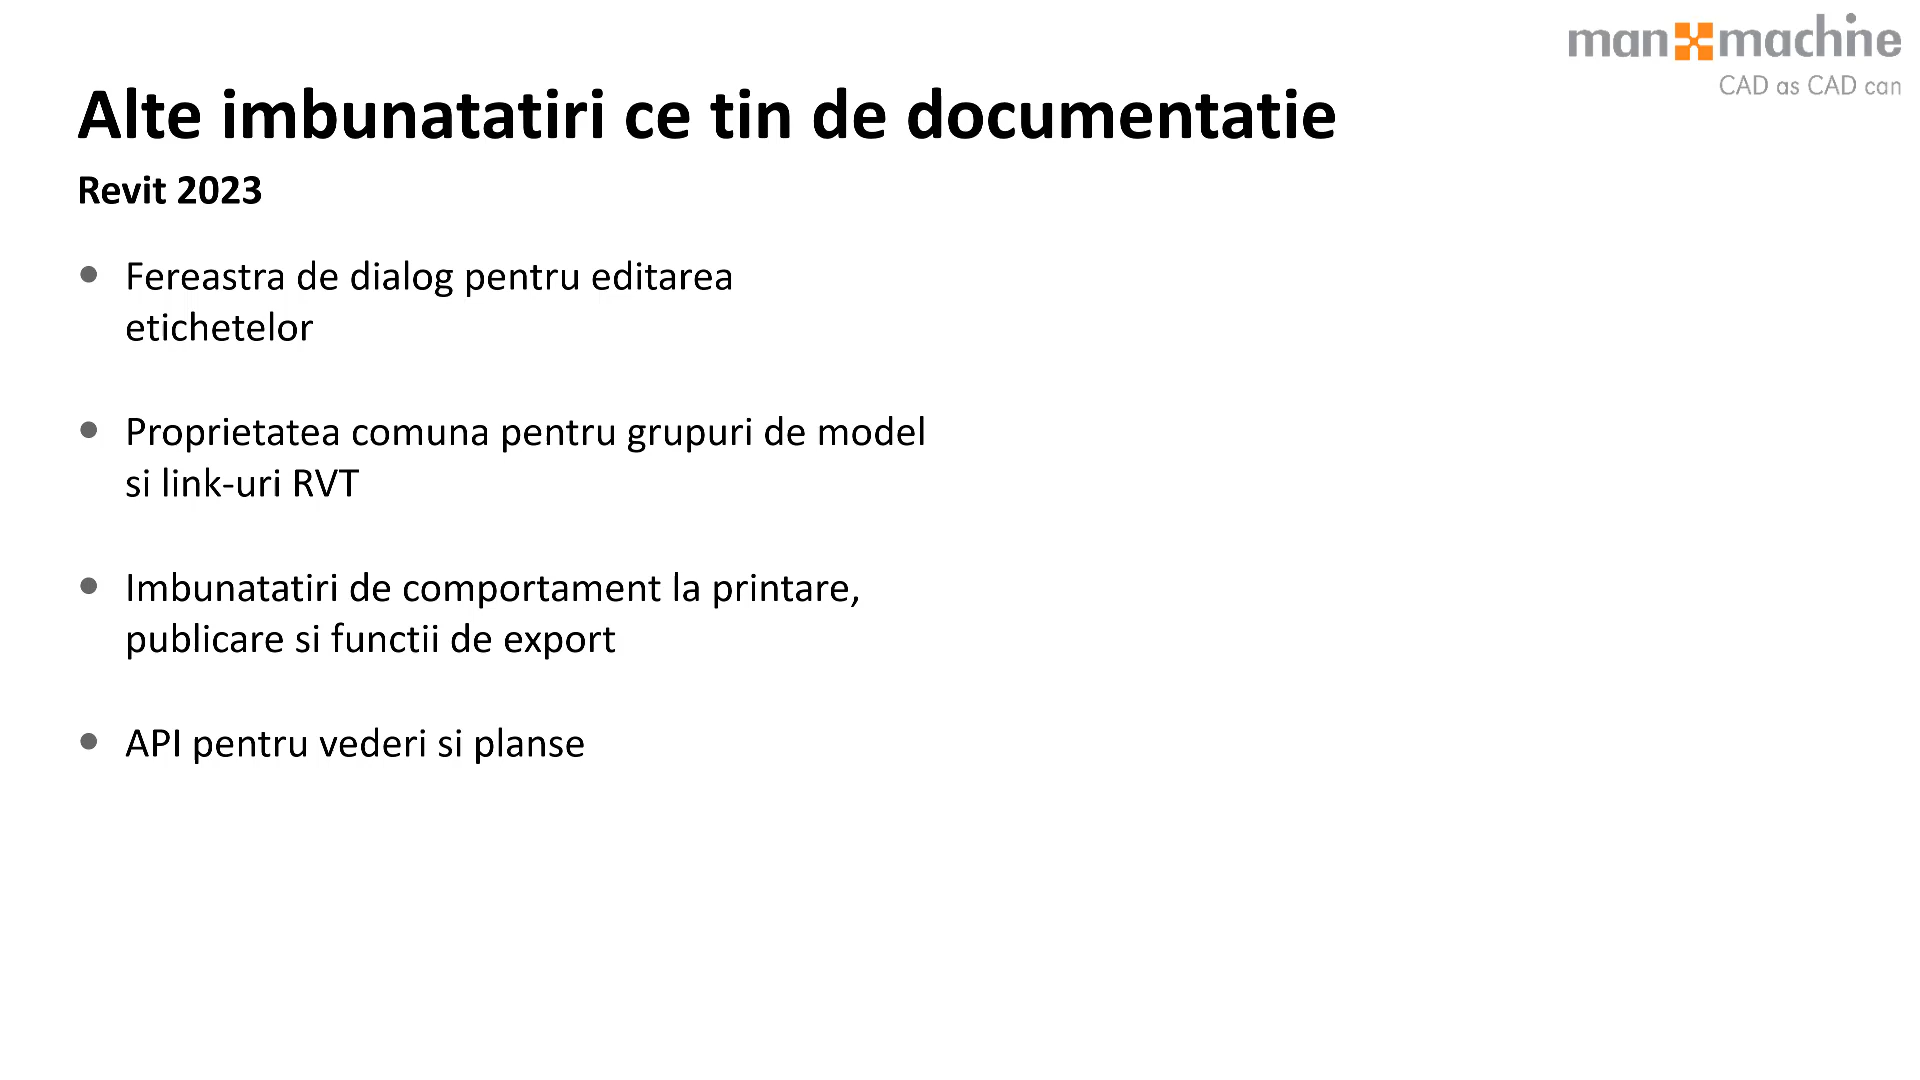 man machine
CAD as CAD can
Alte imbunatatiri ce tin de documentatie
Revit 2023
Fereastra de dialog pentru editarea
etichetelor
Proprietatea comuna pentru grupuri de model
si link-uri RVT
Imbunatatiri de comportament la printare,
publicare si functii de export
API pentru vederi si planse